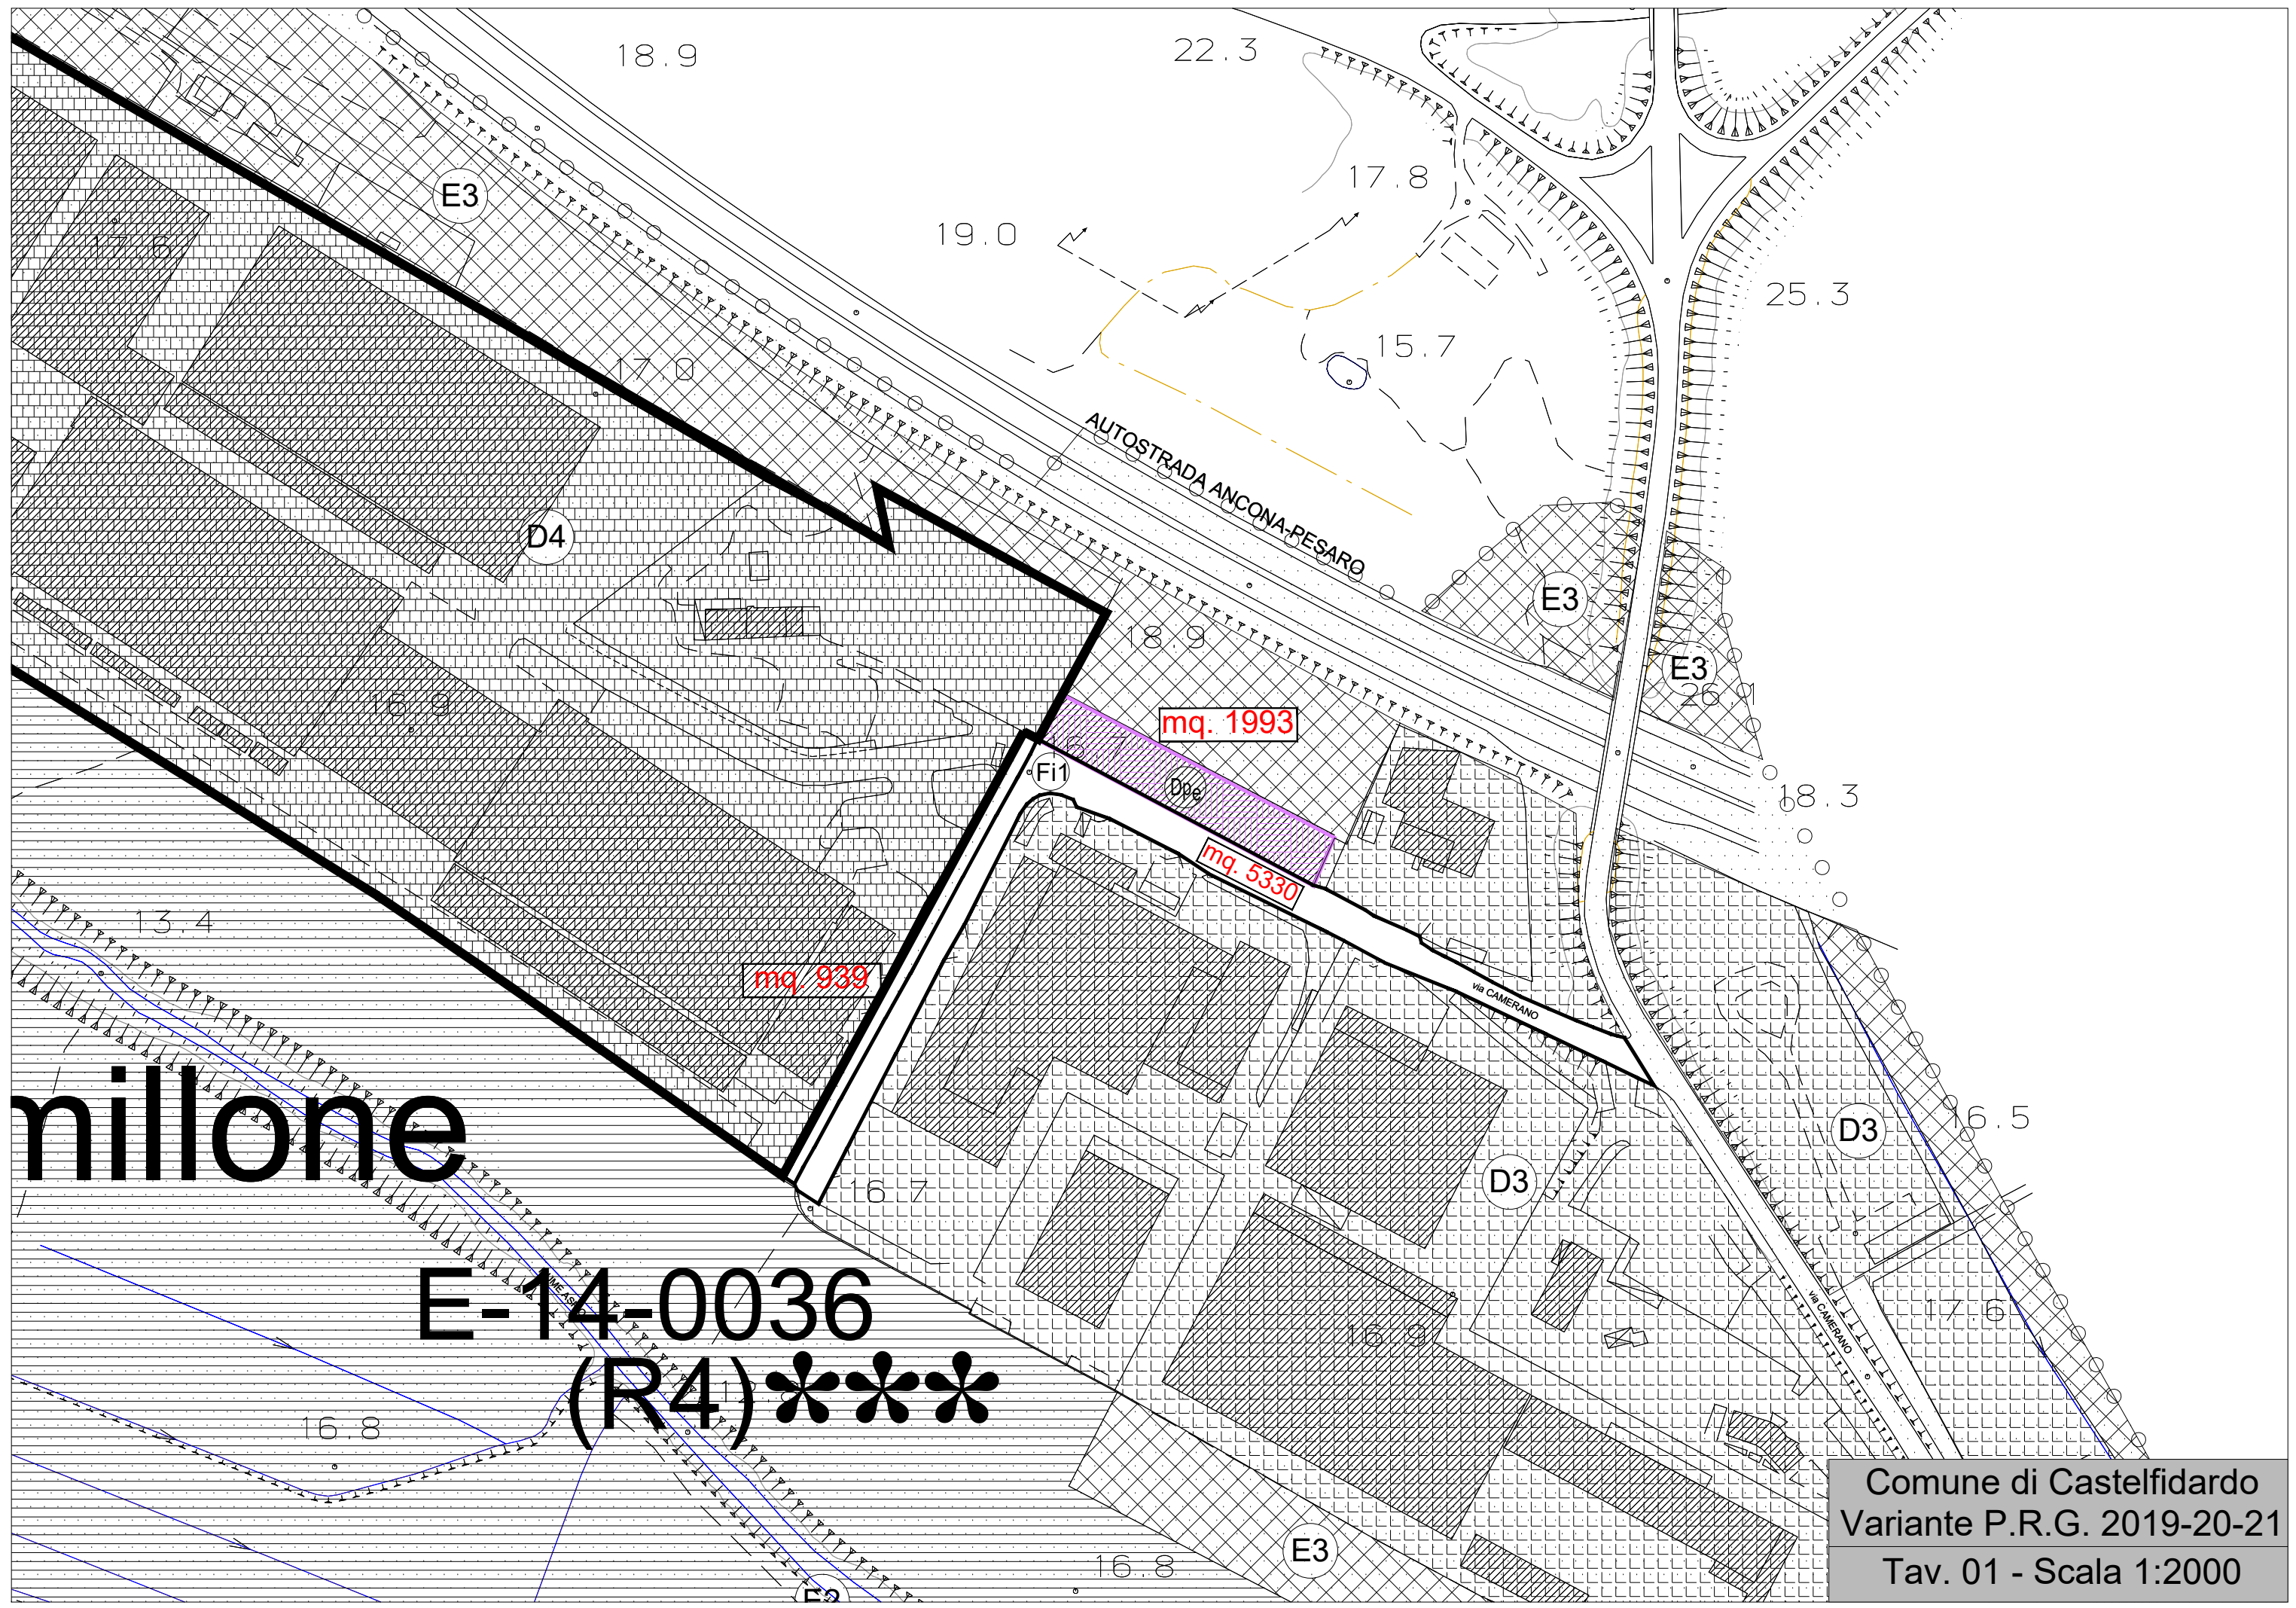 18.9
22.3
17.8
E3
19.0
17.6
25.3
15.7
17.0
AUTOSTRADA ANCONA-PESARO
D4
E3
18.9
E3
26.1
16.9
mq. 1993
Fi1
Dpe
18.3
mq. 5330
13.4
mq. 939
via CAMERANO
millone
16.5
D3
D3
16.7
E-14-0036
via CAMERANO
17.6
16.9
(R4)***
16.8
Comune di Castelfidardo
Variante P.R.G. 2019-20-21
E3
16.8
Tav. 01 - Scala 1:2000